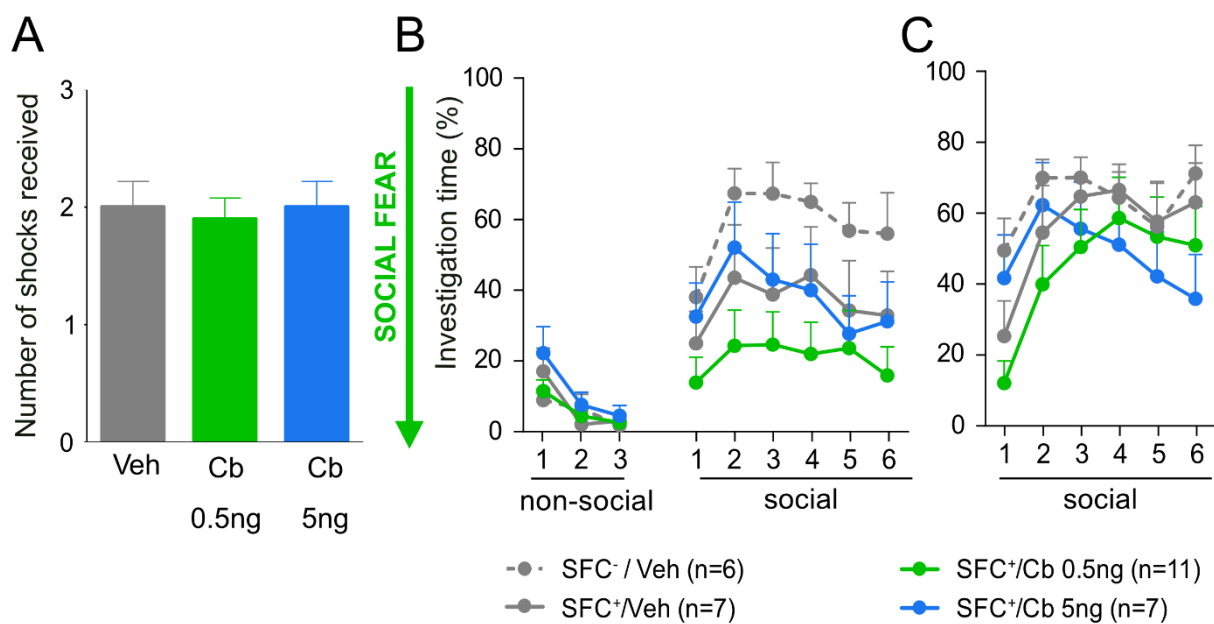 A
Number of shocks received
3
2
1
0
Veh
Cb
Cb
0.5ng
5ng
SOCIAL FEAR
B
Investigation time (%)
100
80
60
40
20
0
1 2 3
non-social
1 2 3 4 5 6
social
C
100
80
60
40
20
0
1 2 3 4 5 6
social
SFC⁻ / Veh (n=6)
SFC⁺/Veh (n=7)
SFC⁺/Cb 0.5ng (n=11)
SFC⁺/Cb 5ng (n=7)